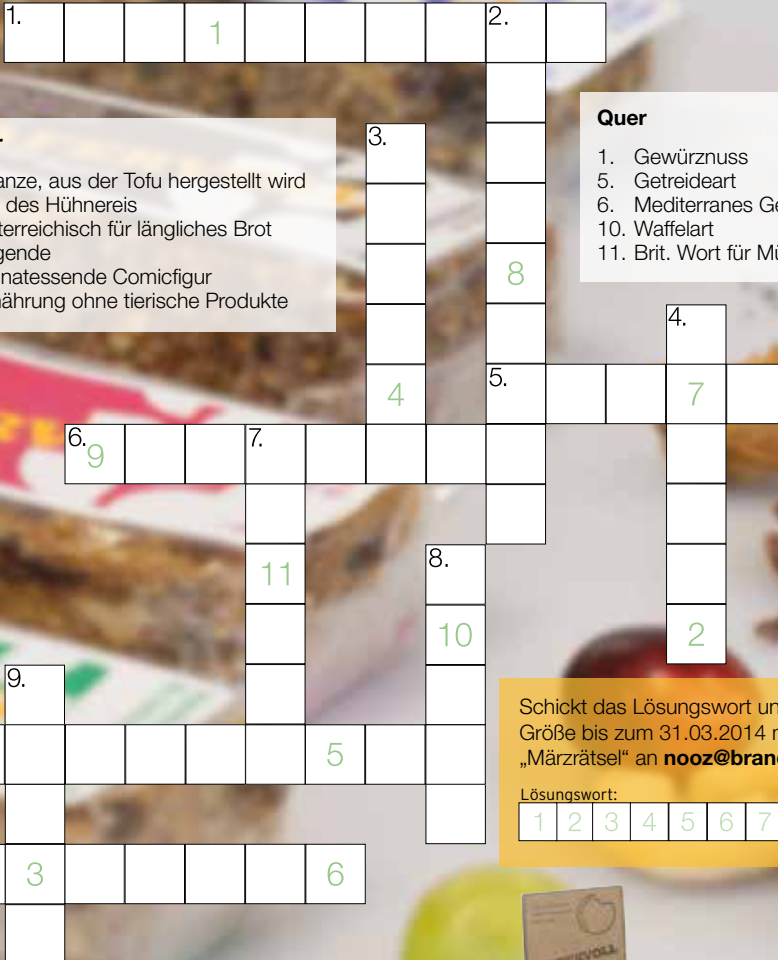 1.
1
2.
3.
anze, aus der Tofu hergestellt wird
des Hühnereis
terreichisch für längliches Brot
gende
natessende Comicfigur
nährung ohne tierische Produkte
Quer
1. Gewürznuss
5. Getreideart
6. Mediterranes Ge
10. Waffelart
11. Brit. Wort für Mü
8
4.
4
5.
7
6.
9
7.
11
8.
10
2
9.
5
3
6
Schickt das Lösungswort un
Größe bis zum 31.03.2014 m
„Märzrätsel“ an nooz@bran
Lösungswort:
1 2 3 4 5 6 7